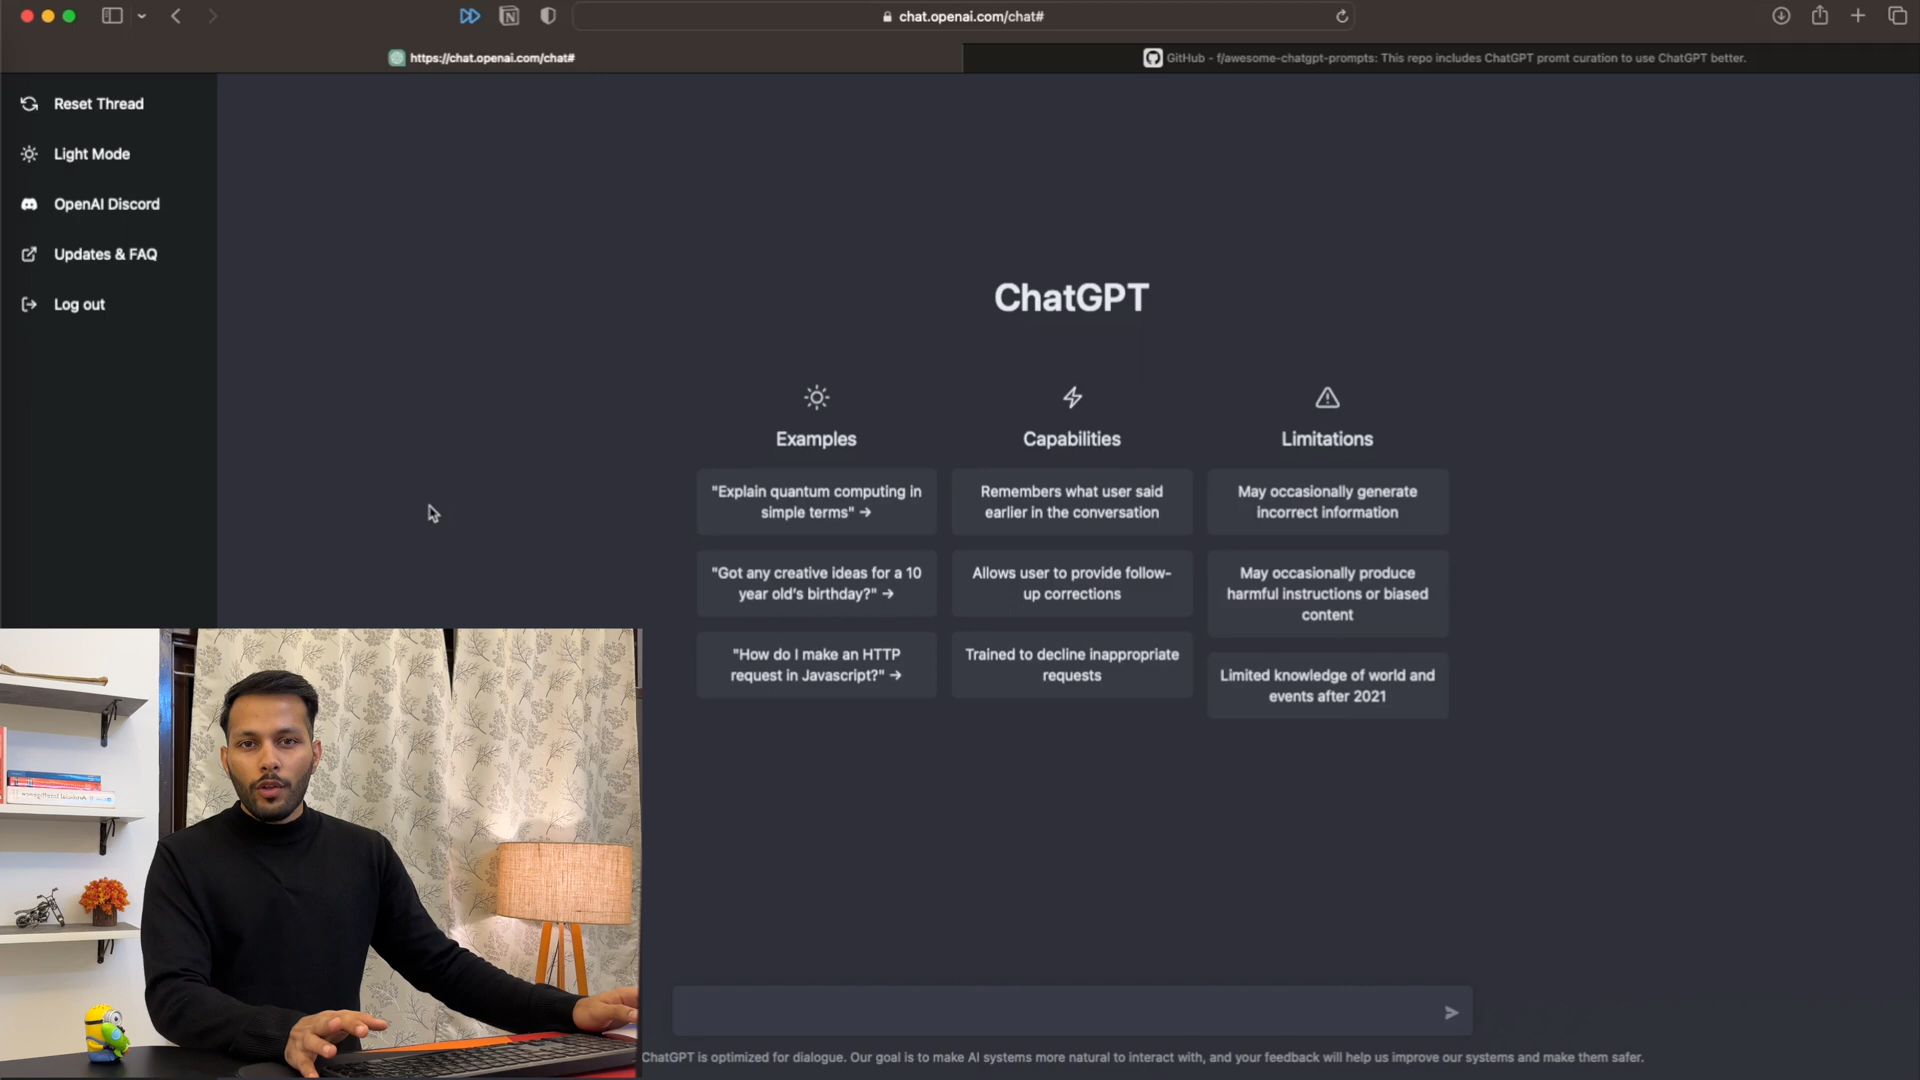 chat.openai.com/chat#
https://chat.openai.com/chat#
GitHub - f/awesome-chatgpt-prompts: This repo includes ChatGPT promt curation to use ChatGPT better.
Reset Thread
Light Mode
OpenAI Discord
Updates & FAQ
Log out
ChatGPT
Examples
"Explain quantum computing in
simple terms" →
"Got any creative ideas for a 10
year old's birthday?" →
"How do I make an HTTP
request in Javascript?" →
Capabilities
Remembers what user said
earlier in the conversation
Allows user to provide follow-
up corrections
Trained to decline inappropriate
requests
Limitations
May occasionally generate
incorrect information
May occasionally produce
harmful instructions or biased
content
Limited knowledge of world and
events after 2021
ChatGPT is optimized for dialogue. Our goal is to make AI systems more natural to interact with, and your feedback will help us improve our systems and make them safer.